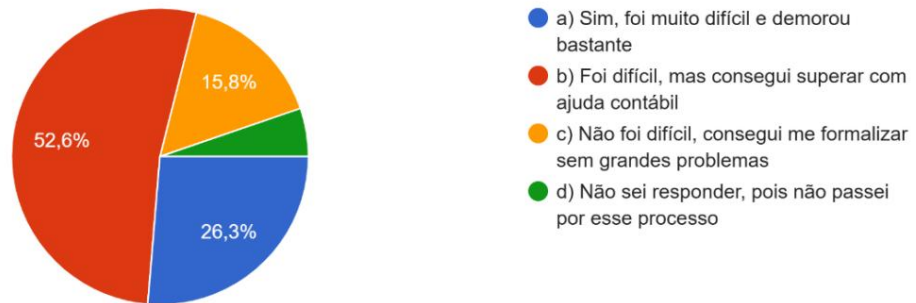 52,6%
15,8%
26,3%
a) Sim, foi muito difícil e demorou
bastante
b) Foi difícil, mas consegui superar com
ajuda contábil
c) Não foi difícil, consegui me formalizar
sem grandes problemas
d) Não sei responder, pois não passei
por esse processo